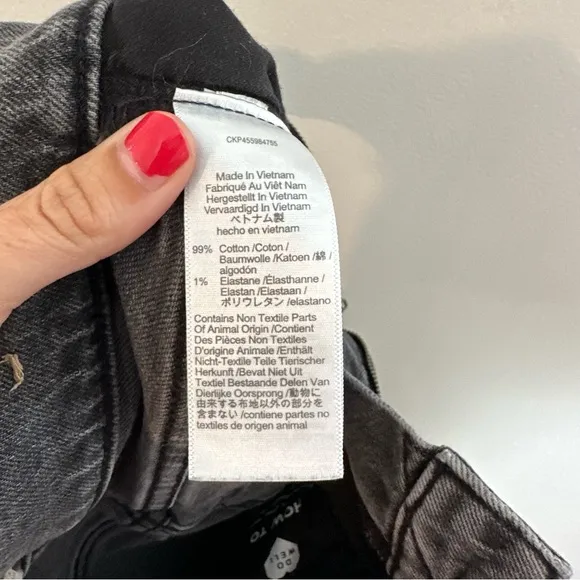 CKP455984785
Made In Vietnam
Fabriqué Au Viêt Nam
Hergestellt In Vietnam
Vervaardigd In Vietnam
ベトナム製
hecho en vietnam
99% Cotton /Coton /
Baumwolle /Katoen /綿 /
algodón
1% Elastane /Élasthanne /
Elastan /Elastaan /
ポリウレタン /elastano
Contains Non Textile Parts
Of Animal Origin /Contient
Des Pièces Non Textiles
D'origine Animale /Enthält
Nicht-Textile Teile Tierischer
Herkunft /Bevat Niet Uit
Textiel Bestaande Delen Van
Dierlijke Oorsprong /動物に
由来する布地以外の部分を
含まない /contiene partes no
textiles de origen animal
HOW TO
DO
WELL